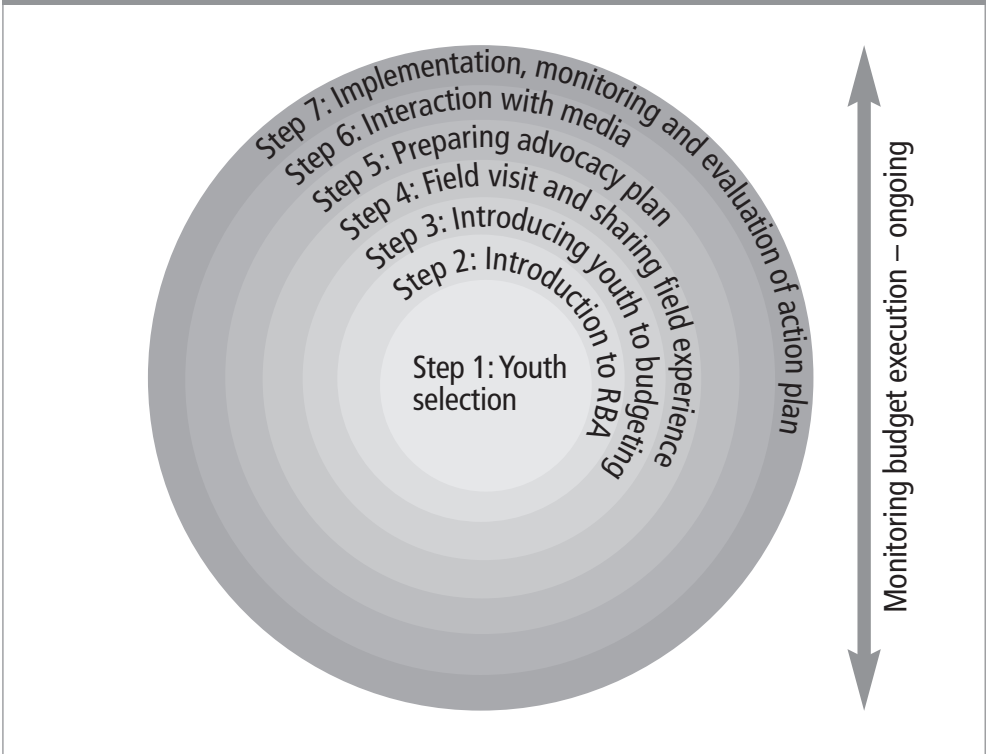 Step 7: Implementation, monitoring and evaluation of action plan
Step 6: Interaction with media
Step 5: Preparing advocacy plan
Step 4: Field visit and sharing field experience
Step 3: Introducing youth to budgeting
Step 2: Introduction to RBA
Step 1: Youth
selection
Monitoring budget execution – ongoing